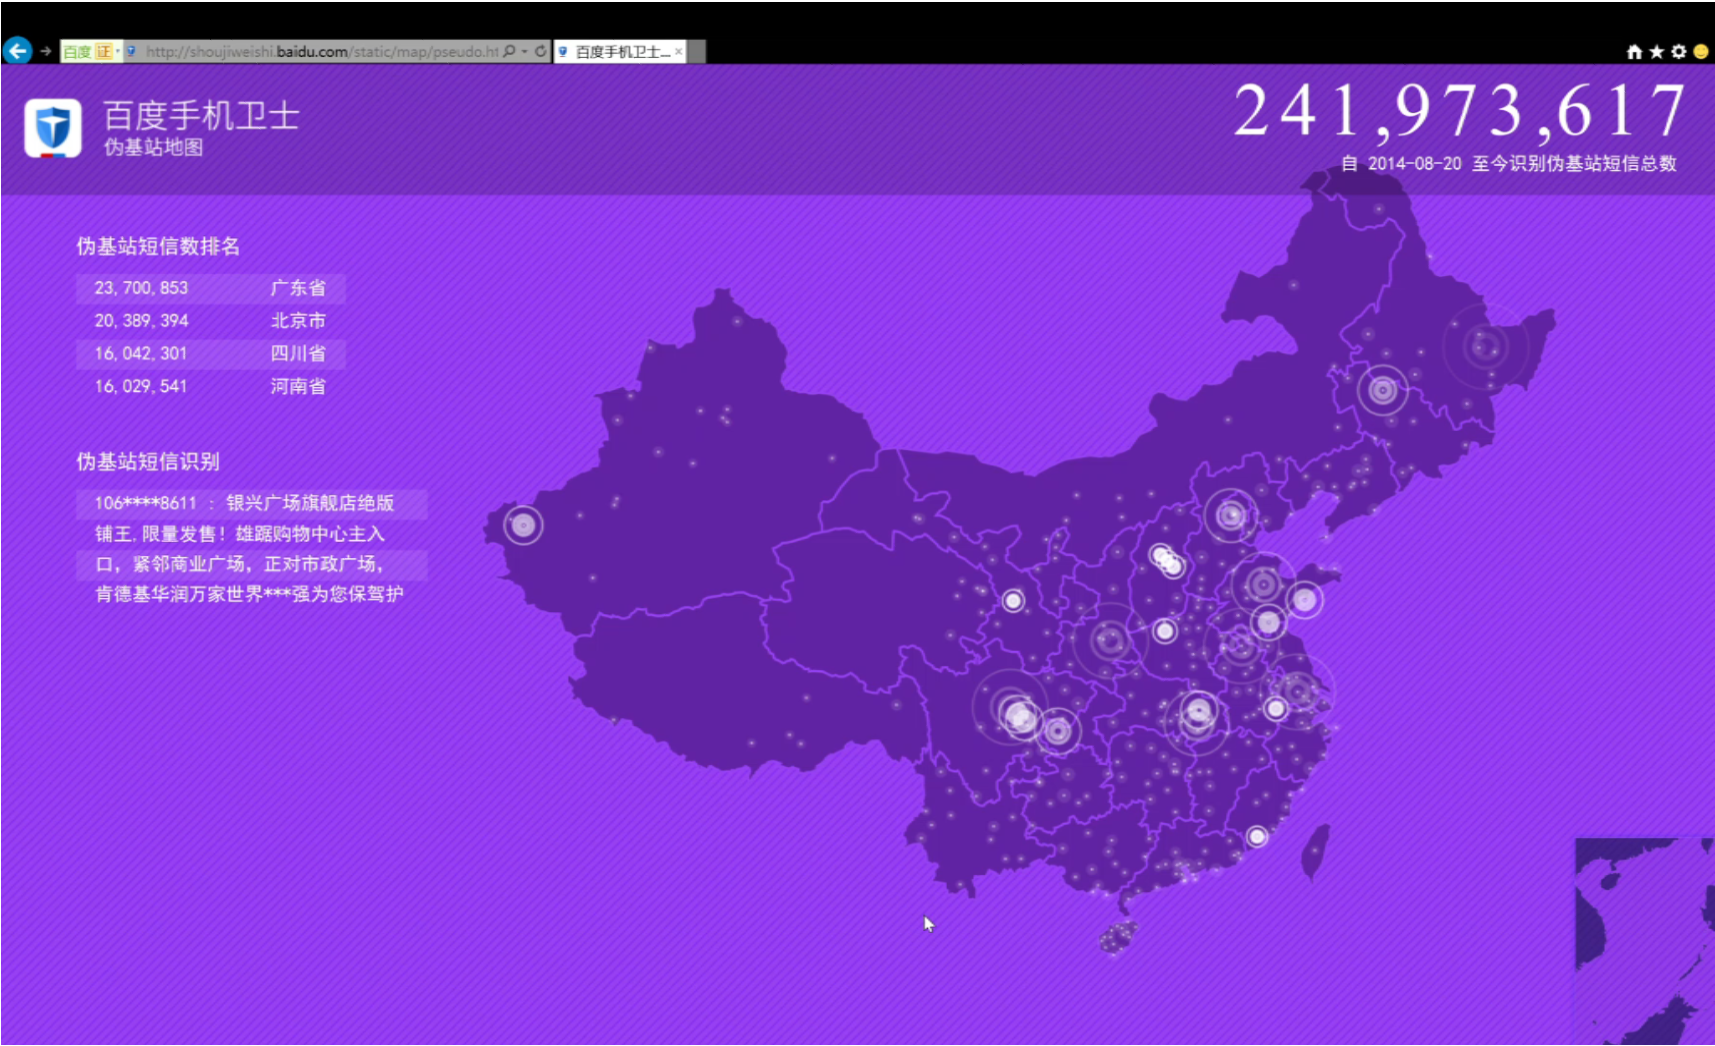 百度 证 http://shoujiweishi.baidu.com/static/map/pseudo.ht 百度手机卫士...
百度手机卫士
伪基站地图
241,973,617
自 2014-08-20 至今识别伪基站短信总数
伪基站短信数排名
23,700,853 广东省
20,389,394 北京市
16,042,301 四川省
16,029,541 河南省
伪基站短信识别
106****8611 : 银兴广场旗舰店绝版
铺王,限量发售! 雄踞购物中心主入
口, 紧邻商业广场, 正对市政广场,
肯德基华润万家世界***强为您保驾护